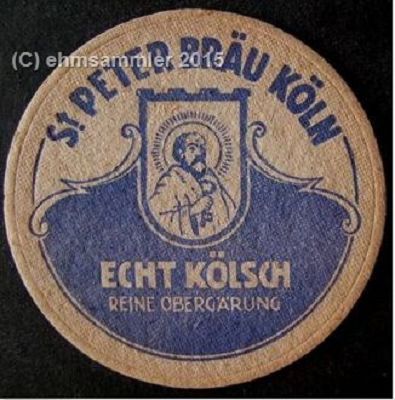 (C) ehmsammler 2015
St. PETER BRÄU KÖLN
ECHT KÖLSCH
REINE OBERGÄRUNG